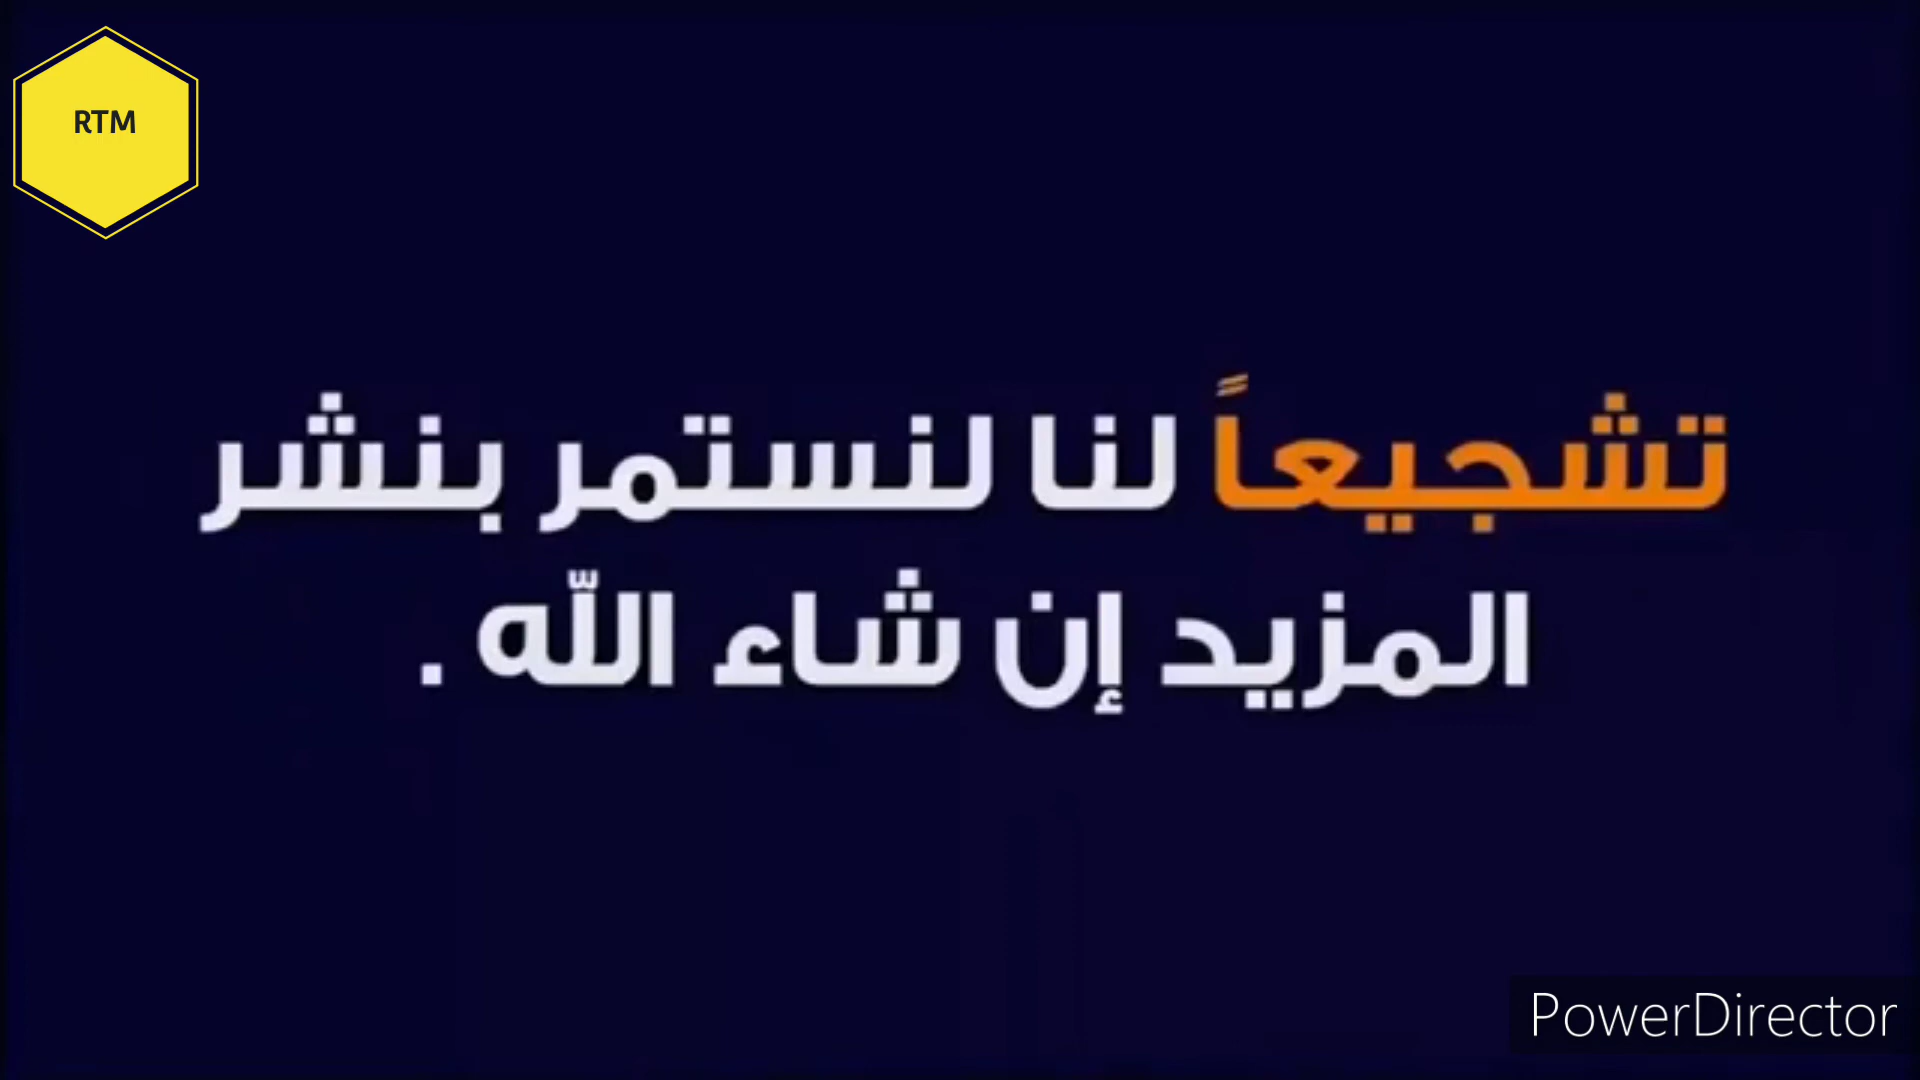 RTM
تشجيعاً لنا لنستمر بنشر
المزيد إن شاء اللّه .
PowerDirector